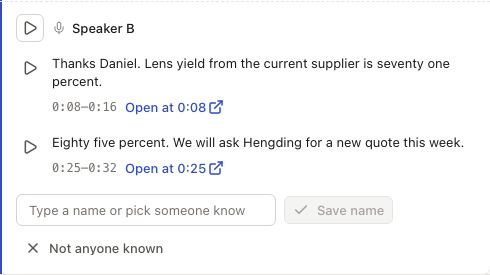 Speaker B
Thanks Daniel. Lens yield from the current supplier is seventy one
percent.
0:08–0:16 Open at 0:08
Eighty five percent. We will ask Hengding for a new quote this week.
0:25–0:32 Open at 0:25
Type a name or pick someone know
Save name
Not anyone known